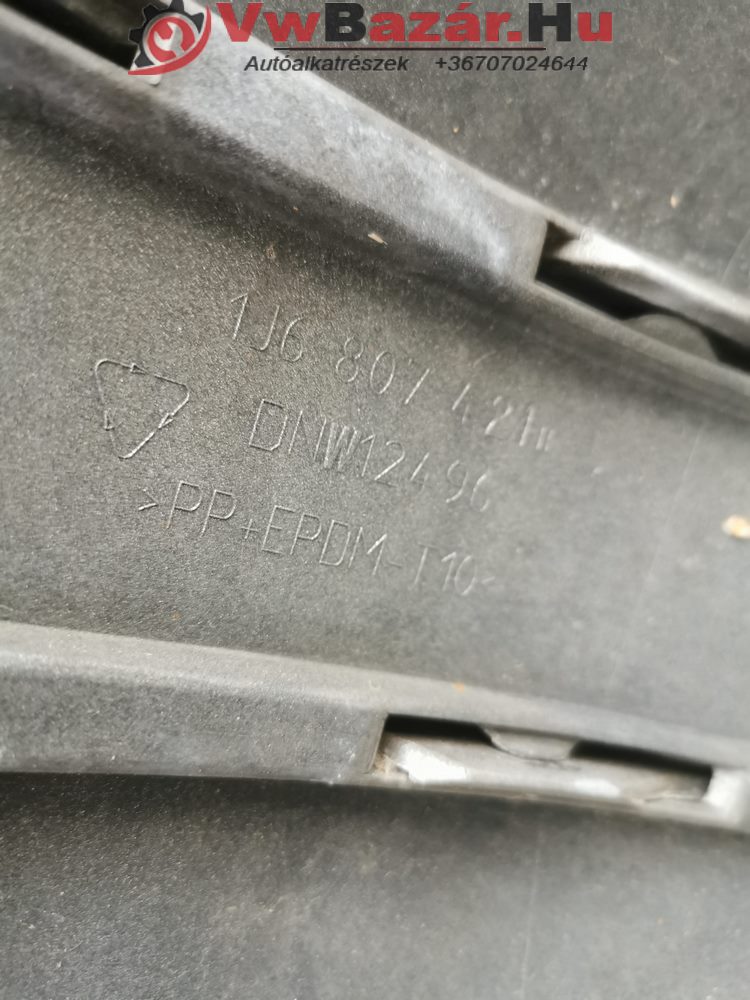 VwBazár.Hu
Autóalkatrészek +36707024644
1J6 807 421
DNW12496
>PP+EPDM-T10<